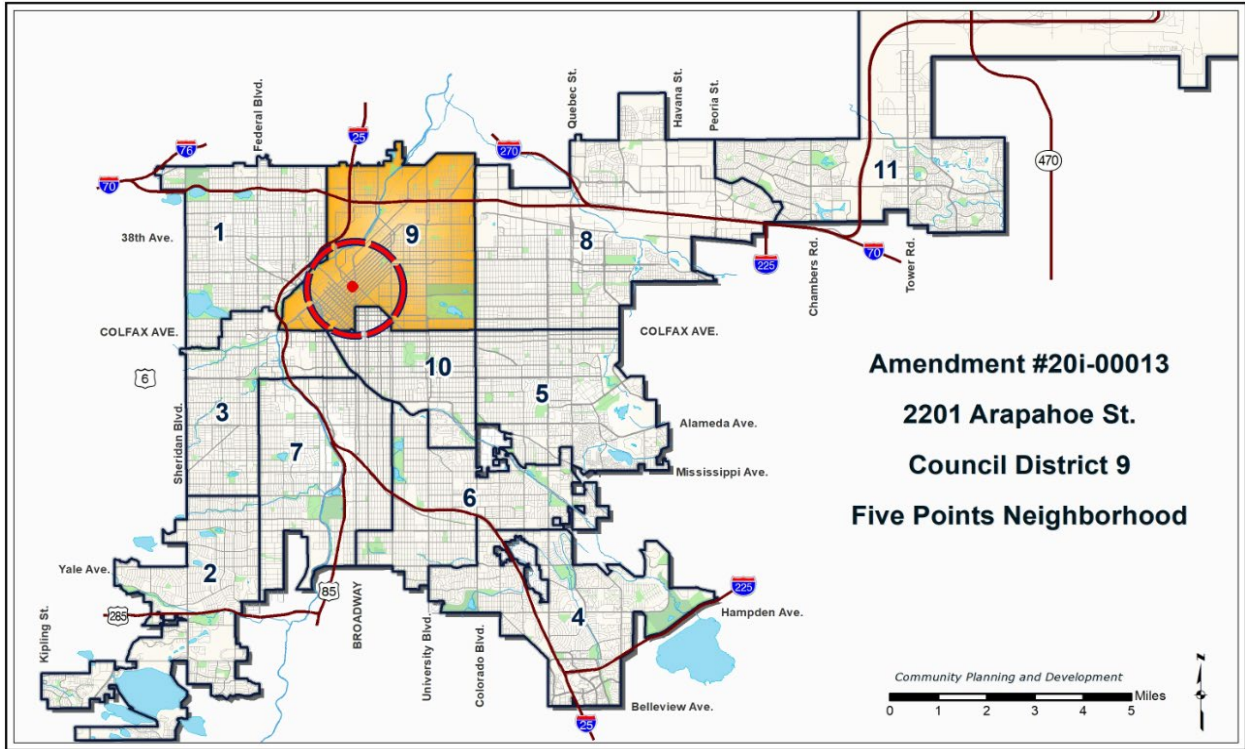 Federal Blvd.
Quebec St.
Havana St.
Peoria St.
25
76
270
70
470
11
1
9
8
38th Ave.
225
Chambers Rd.
70
Tower Rd.
COLFAX AVE.
COLFAX AVE.
6
10
5
3
Sheridan Blvd.
7
Alameda Ave.
Mississippi Ave.
6
Amendment #20i-00013
2201 Arapahoe St.
Council District 9
Five Points Neighborhood
Yale Ave.
2
85
285
Kipling St.
BROADWAY
University Blvd.
Colorado Blvd.
4
225
Hampden Ave.
Belleview Ave.
25
Community Planning and Development
Miles
0 1 2 3 4 5
N